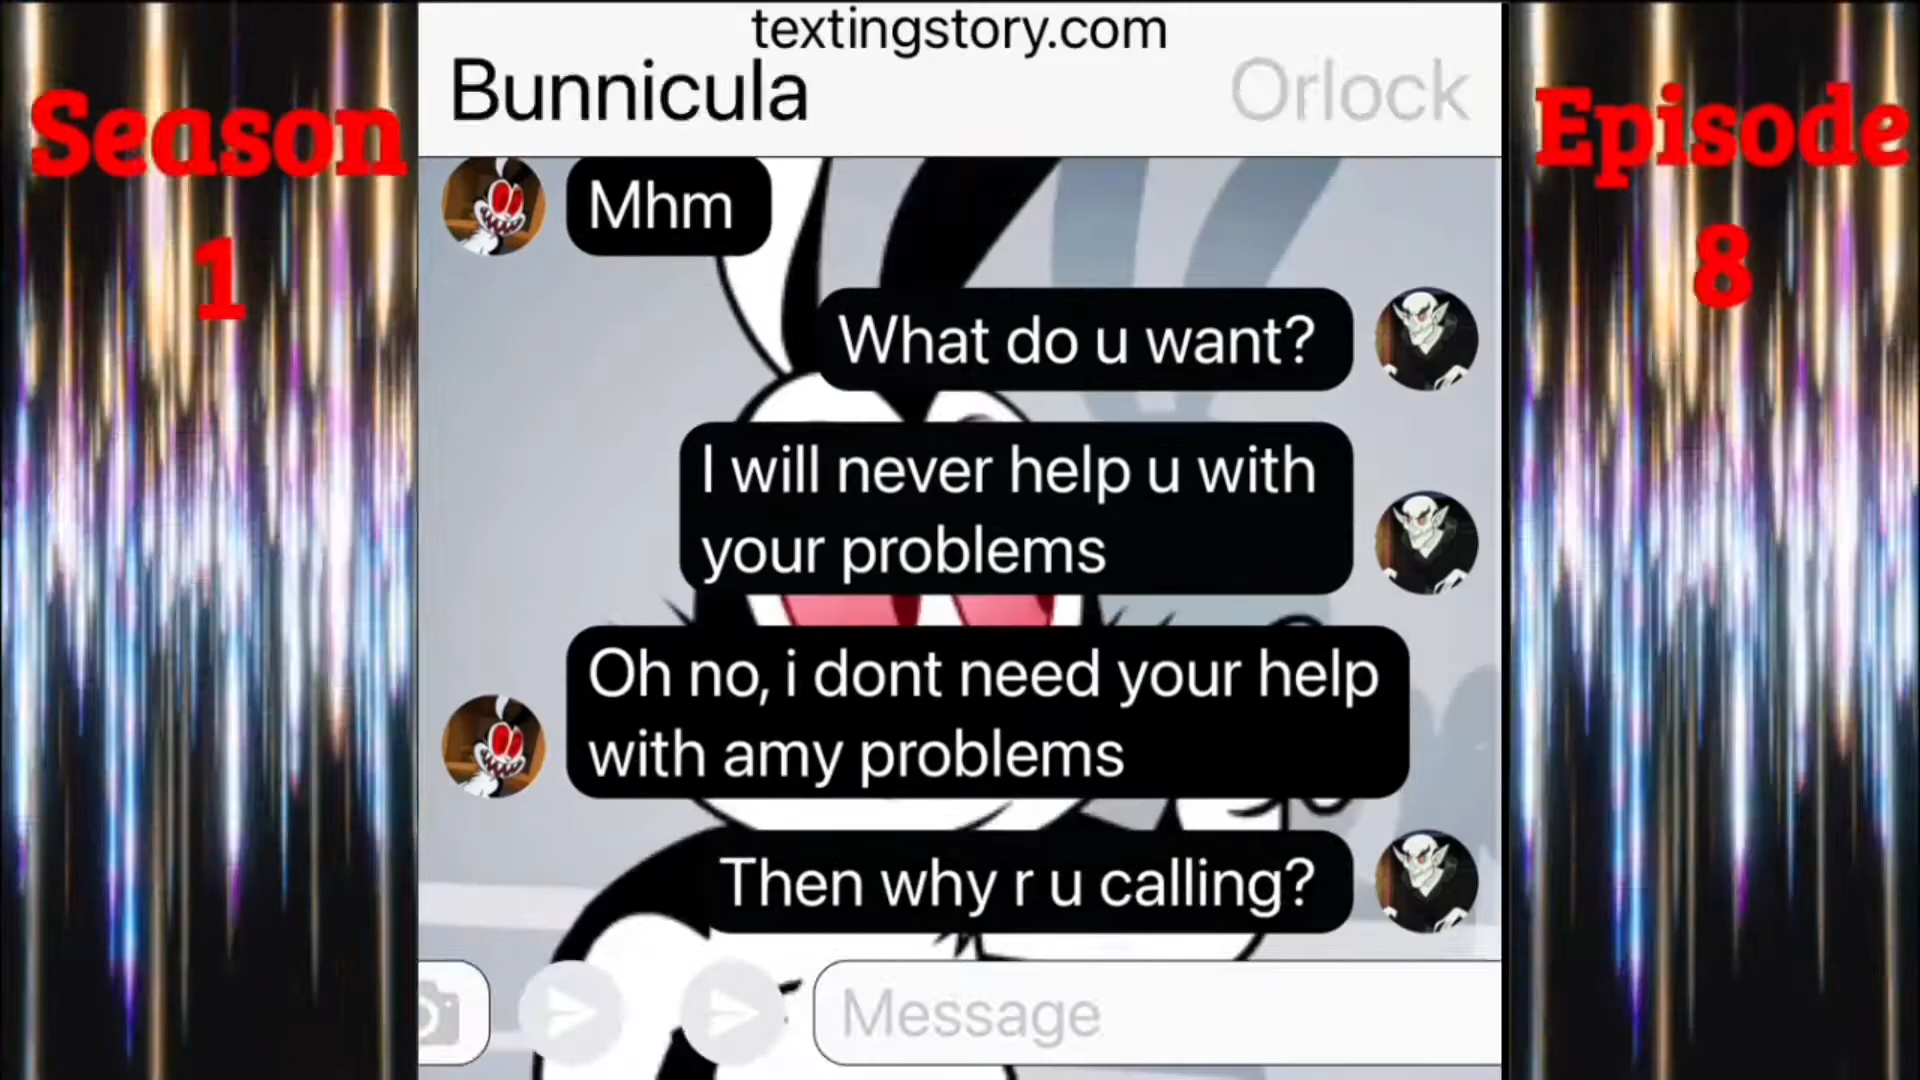 textingstory.com
Bunnicula
Orlock
Season
1
Episode
8
Mhm
What do u want?
I will never help u with
your problems
Oh no, i dont need your help
with amy problems
Then why r u calling?
Message